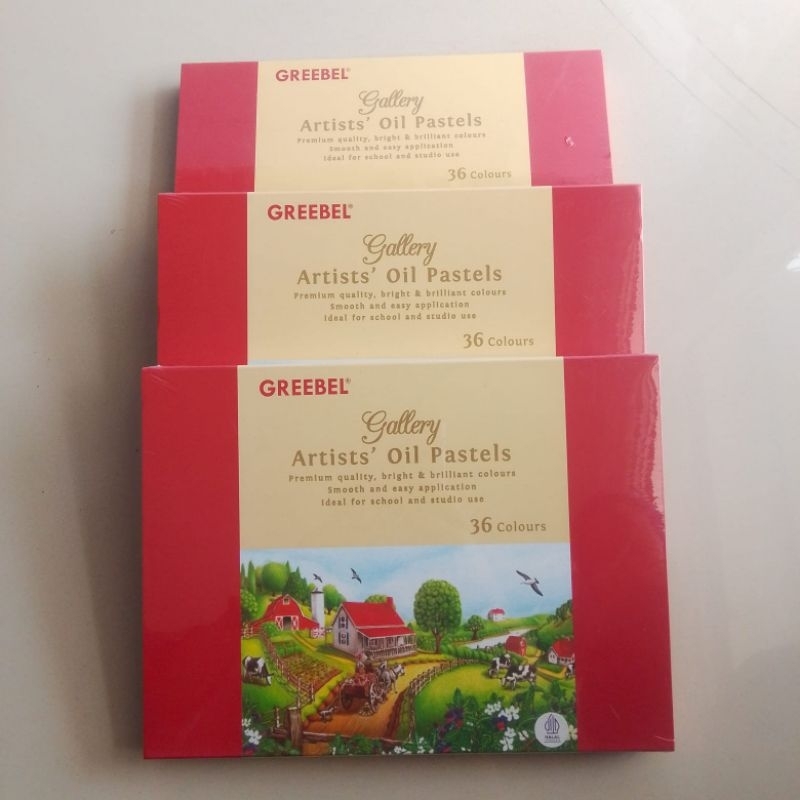 GREEBEL®
Gallery
Artists' Oil Pastels
Premium quality, bright & brilliant colours
Smooth and easy application
Ideal for school and studio use
36 Colours
GREEBEL®
Gallery
Artists' Oil Pastels
Premium quality, bright & brilliant colours
Smooth and easy application
Ideal for school and studio use
36 Colours
GREEBEL®
Gallery
Artists' Oil Pastels
Premium quality, bright & brilliant colours
Smooth and easy application
Ideal for school and studio use
36 Colours
HALAL